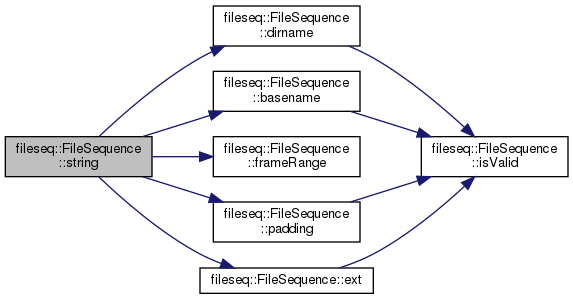 fileseq::FileSequence
::string
fileseq::FileSequence
::dirname
fileseq::FileSequence
::basename
fileseq::FileSequence
::frameRange
fileseq::FileSequence
::padding
fileseq::FileSequence::ext
fileseq::FileSequence
::isValid